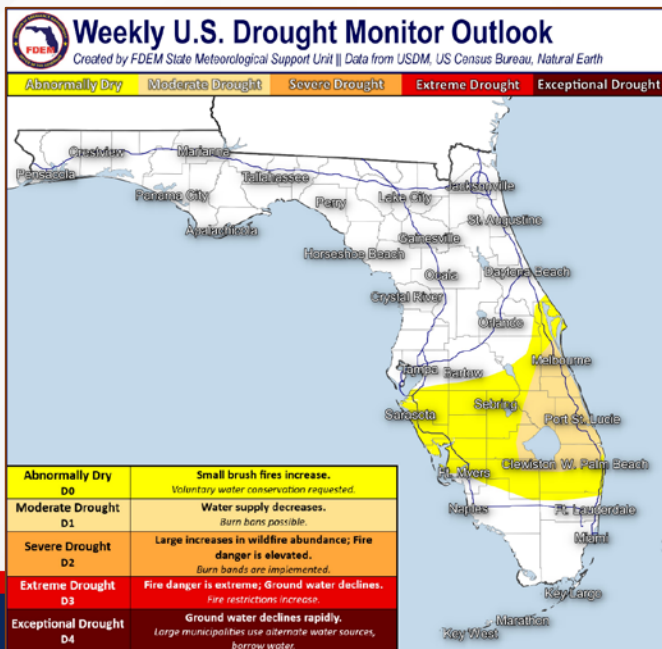 FDEM
Weekly U.S. Drought Monitor Outlook
Created by FDEM State Meteorological Support Unit || Data from USDM, US Census Bureau, Natural Earth
Abnormally Dry Moderate Drought Severe Drought Extreme Drought Exceptional Drought
Crestview Marianna
Pensacola
Tallahassee
Jacksonville
Panama City
Perry
Lake City
Apalachicola
St. Augustine
Gainesville
Horseshoe Beach
Ocala
Daytona Beach
Crystal River
Orlando
Melbourne
Tampa Bartow
Sebring
Sarasota
Port St. Lucie
Clewiston W. Palm Beach
Ft. Myers
Naples
Ft. Lauderdale
Miami
Key Largo
Marathon
Key West
Abnormally Dry
D0
Small brush fires increase.
Voluntary water conservation requested.
Moderate Drought
D1
Water supply decreases.
Burn bans possible.
Severe Drought
D2
Large increases in wildfire abundance; Fire
danger is elevated.
Burn bands are implemented.
Extreme Drought
D3
Fire danger is extreme; Ground water declines.
Fire restrictions increase.
Exceptional Drought
D4
Ground water declines rapidly.
Large municipalities use alternate water sources,
borrow water.